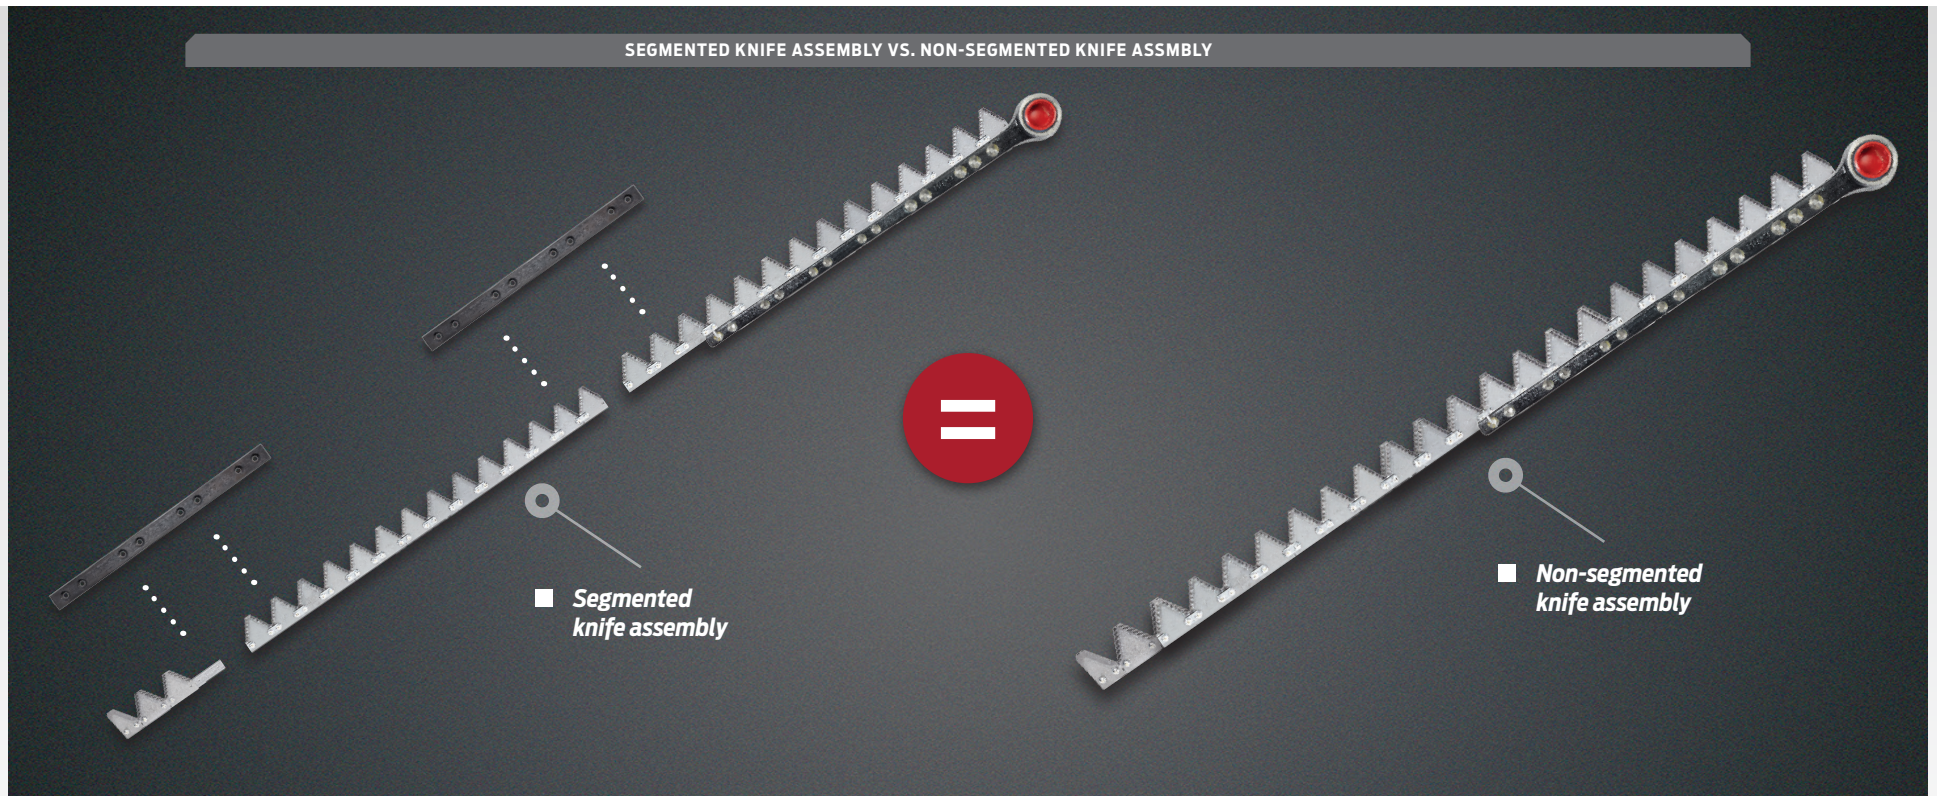 SEGMENTED KNIFE ASSEMBLY VS. NON-SEGMENTED KNIFE ASSMBLY
Segmented
knife assembly
Non-segmented
knife assembly